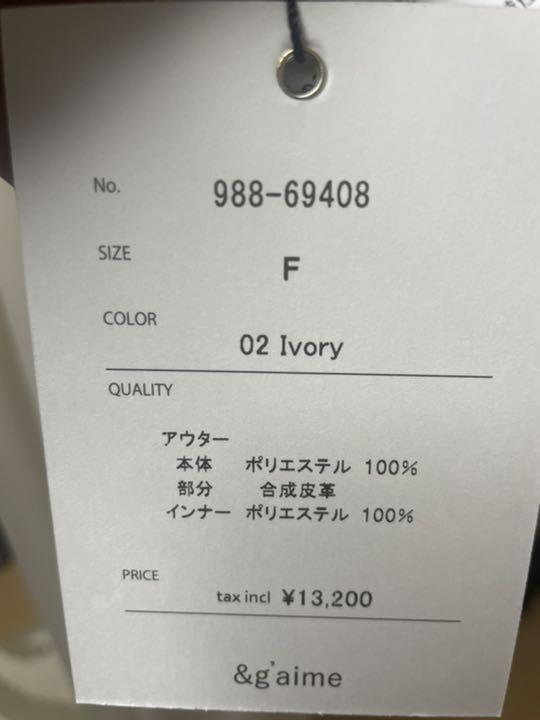 No. 988-69408
SIZE F
COLOR 02 Ivory
QUALITY
アウター
本体 ポリエステル 100%
部分 合成皮革
インナー ポリエステル 100%
PRICE tax incl ¥13,200
&g'aime